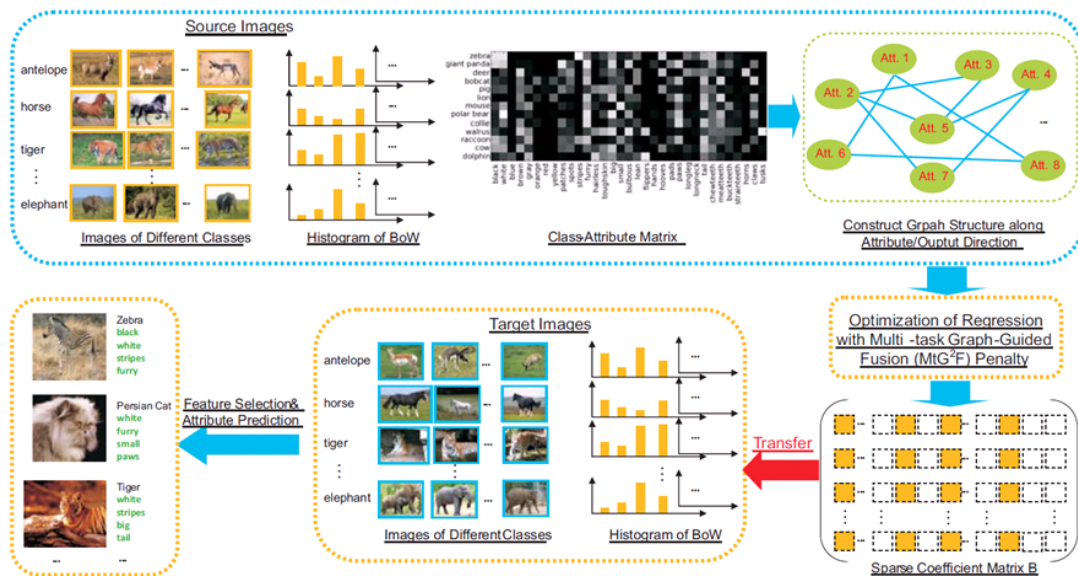 Source Images
antelope
horse
tiger
elephant
Images of Different Classes
Histogram of BoW
zebra
giant panda
deer
bobcat
pig
lion
mouse
polar bear
collie
walrus
raccoon
cow
dolphin
black
white
blue
brown
gray
orange
red
yellow
patches
spots
stripes
furry
hairless
toughskin
big
small
bulbous
lean
flippers
hands
hooves
pads
paws
longleg
longneck
tail
chewteeth
meatteeth
buckteeth
strainteeth
horns
claws
tusks
Class-Attribute Matrix
Att. 1
Att. 2
Att. 3
Att. 4
Att. 5
Att. 6
Att. 7
Att. 8
Construct Grpah Structure along
Attribute/Ouptut Direction
Optimization of Regression
with Multi -task Graph-Guided
Fusion (MtG²F) Penalty
Sparse Coefficient Matrix B
Transfer
Target Images
antelope
horse
tiger
elephant
Images of Different Classes
Histogram of BoW
Feature Selection&
Attribute Prediction
Zebra
black
white
stripes
furry
Persian Cat
white
furry
small
paws
Tiger
white
stripes
big
tail